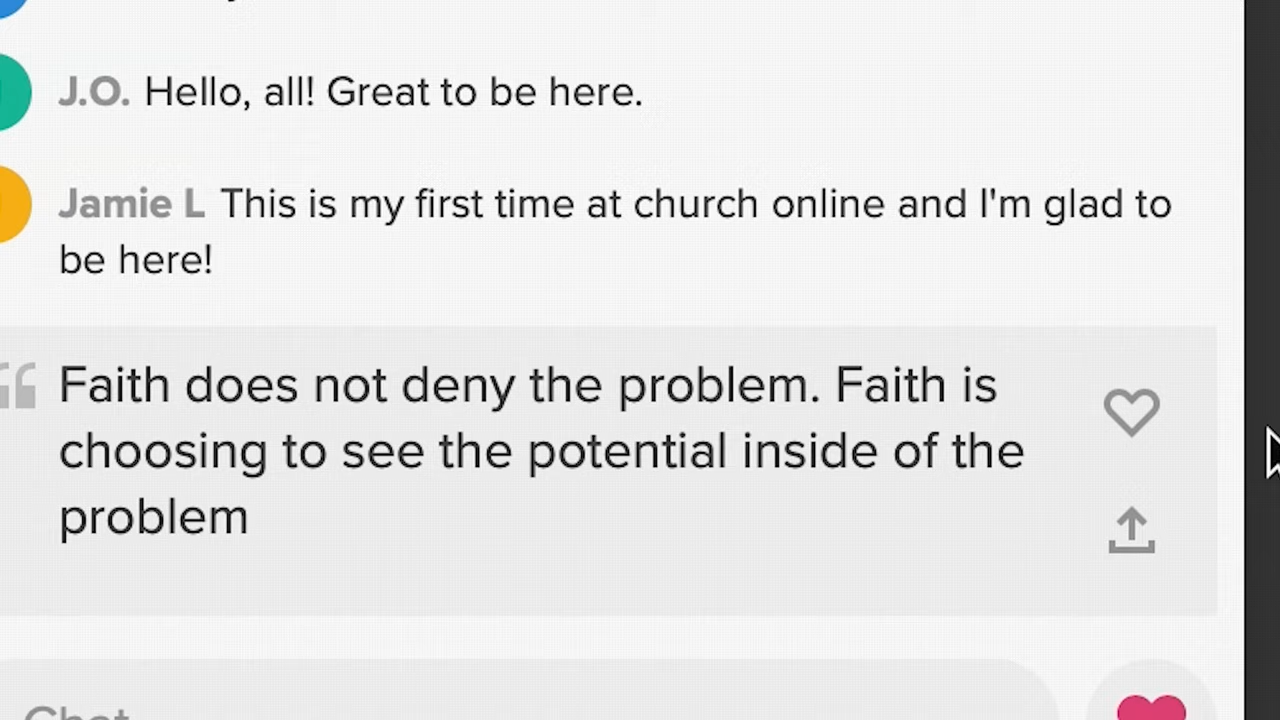 J.O. Hello, all! Great to be here.
Jamie L This is my first time at church online and I'm glad to
be here!
“ Faith does not deny the problem. Faith is
choosing to see the potential inside of the
problem
Chat